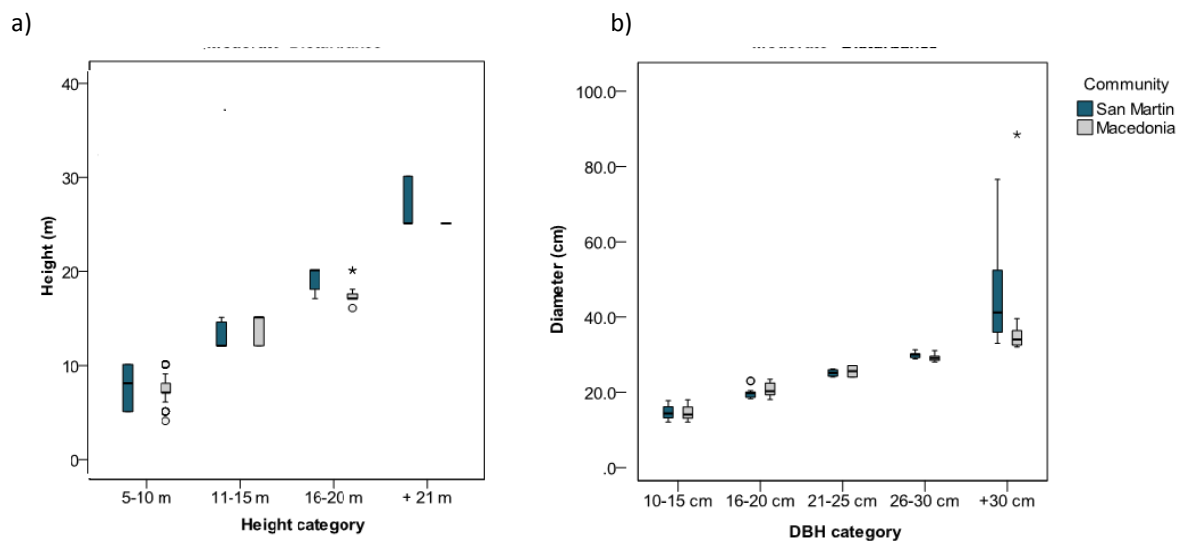 a)
b)
40
30
20
10
0
Height (m)
5-10 m
11-15 m
16-20 m
+ 21 m
Height category
100.0
80.0
60.0
40.0
20.0
.0
Diameter (cm)
10-15 cm
16-20 cm
21-25 cm
26-30 cm
+30 cm
DBH category
Community
San Martin
Macedonia